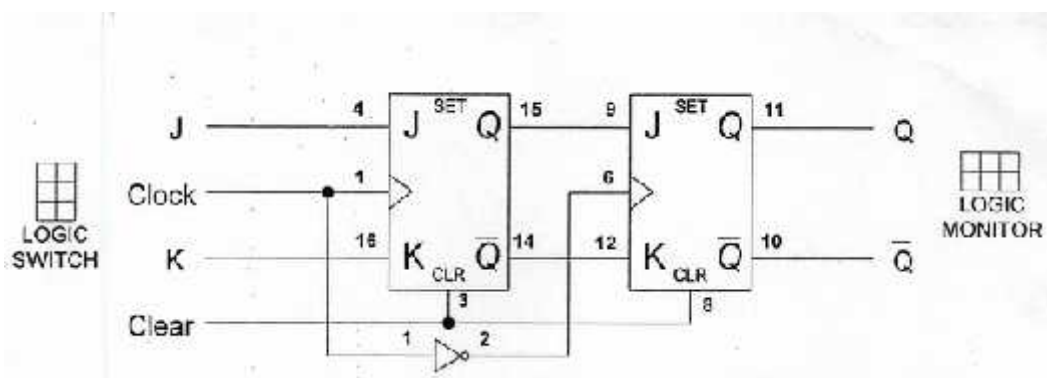 4 SET 15 9 SET 11
J J Q J Q Q
1 6
Clock
LOGIC
SWITCH
LOGIC
MONITOR
16 14 12 10
K K Q̅ K Q̅ Q̅
CLR CLR
3 8
Clear
1 2